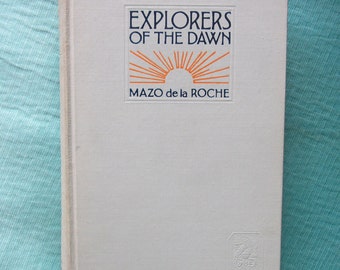 EXPLORERS
OF THE DAWN
MAZO de la ROCHE